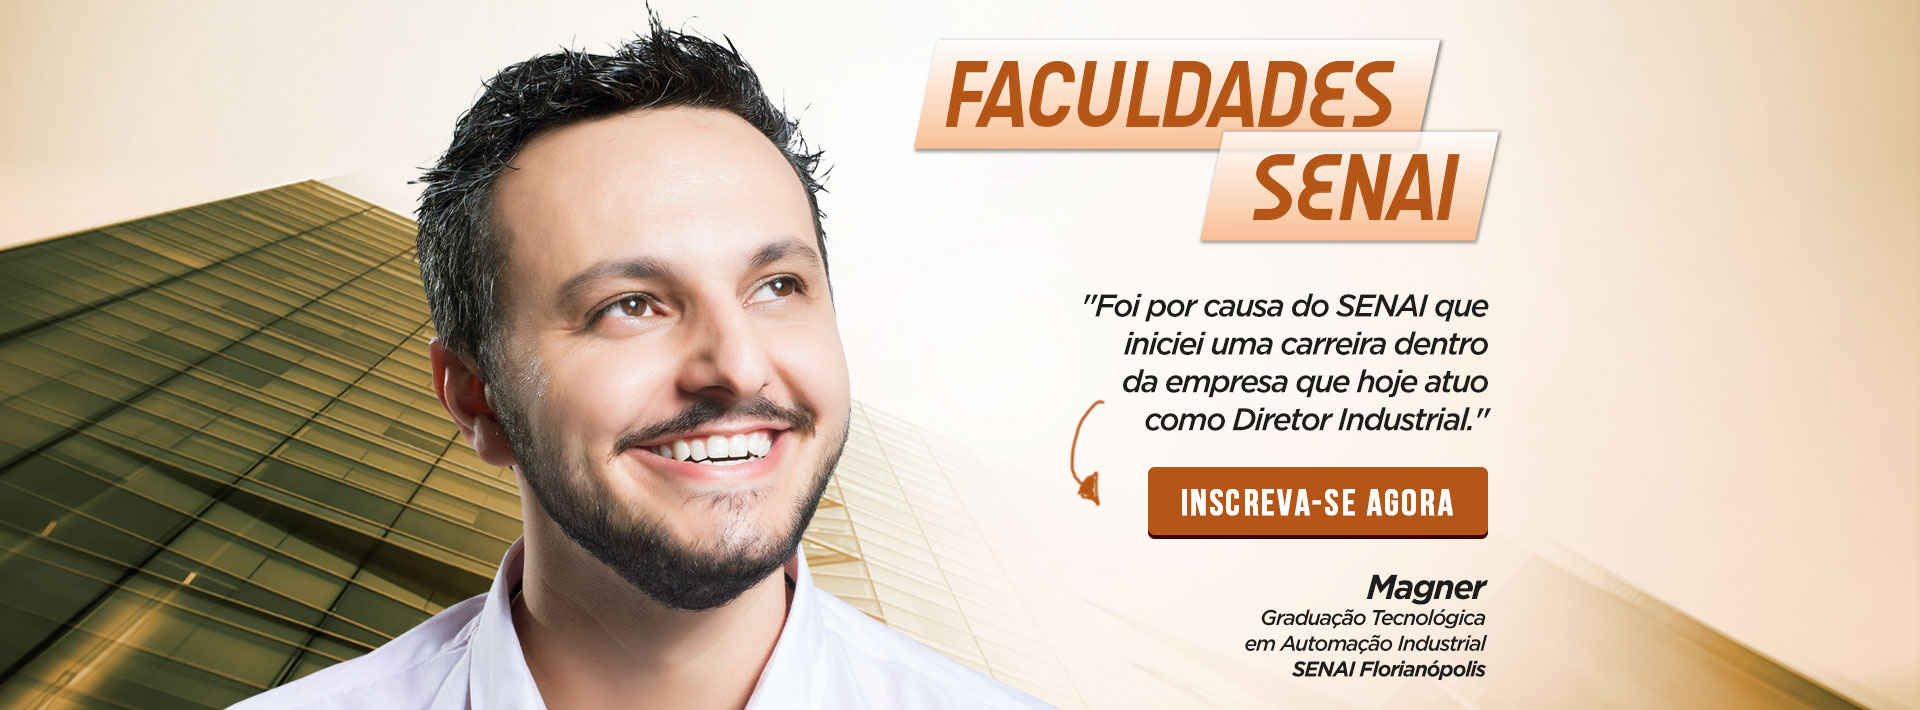 FACULDADES
SENAI
"Foi por causa do SENAI que
iniciei uma carreira dentro
da empresa que hoje atuo
como Diretor Industrial."
INSCREVA-SE AGORA
Magner
Graduação Tecnológica
em Automação Industrial
SENAI Florianópolis